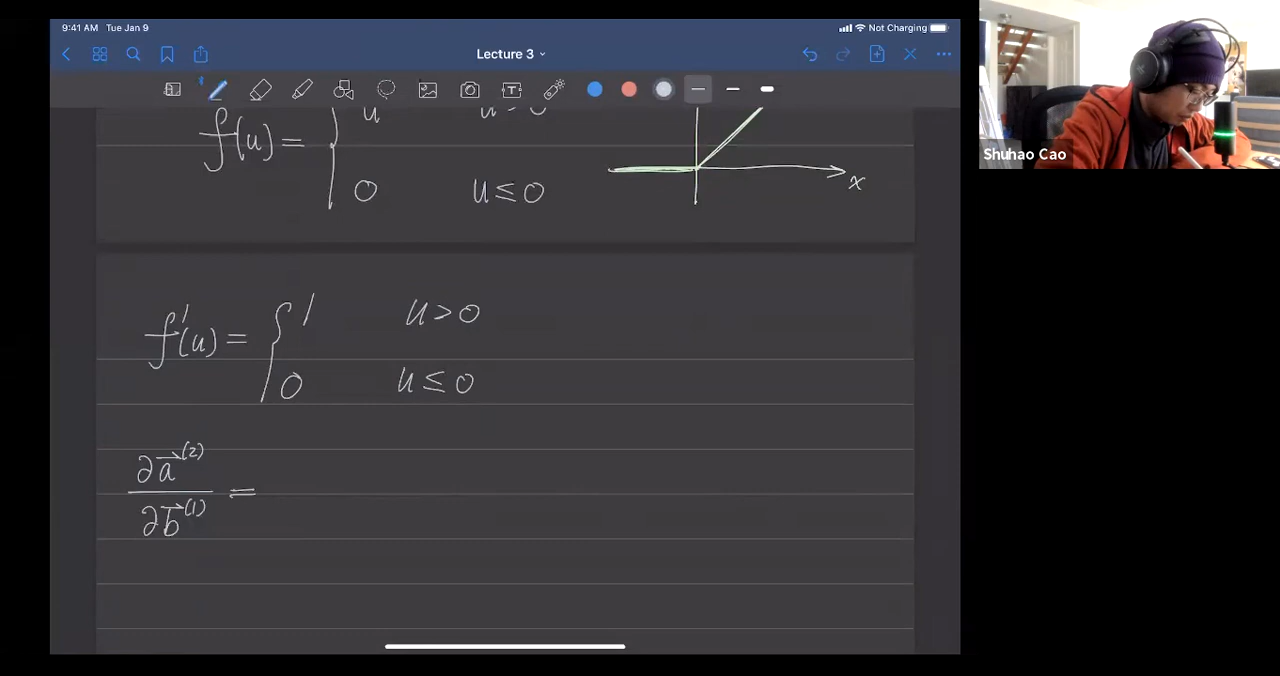 9:41 AM Tue Jan 9
Not Charging
Lecture 3
T
f(u) = { u u > 0
0 u ≤ 0
x
f'(u) = { 1 u > 0
0 u ≤ 0
∂a⃗^(2) / ∂b⃗^(1) =
Shuhao Cao